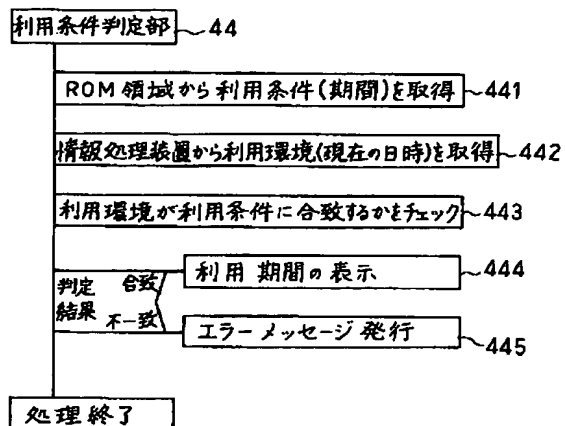 利用条件判定部 44
ROM領域から利用条件(期間)を取得 441
情報処理装置から利用環境(現在の日時)を取得 442
利用環境が利用条件に合致するかをチェック 443
判定結果
合致 利用期間の表示 444
不一致 エラーメッセージ発行 445
処理終了